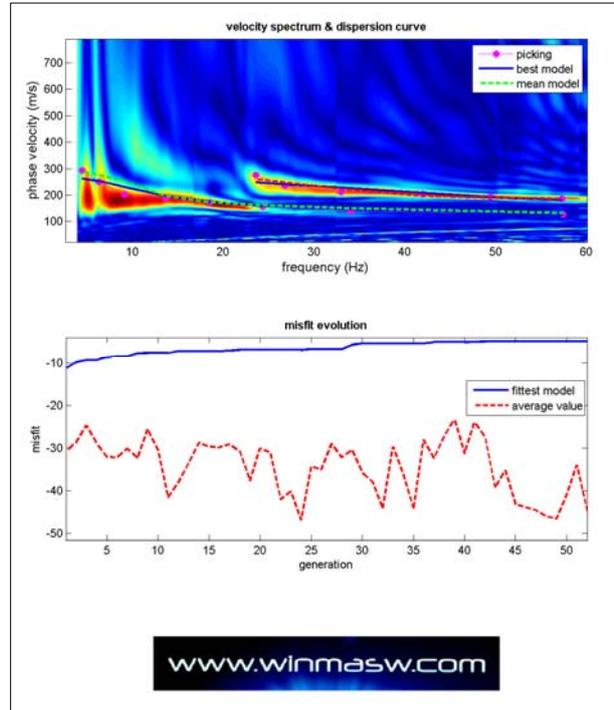 velocity spectrum & dispersion curve
picking
best model
mean model
phase velocity (m/s)
700
600
500
400
300
200
100
10
20
30
40
50
60
frequency (Hz)
misfit evolution
fittest model
average value
misfit
-10
-20
-30
-40
-50
5
10
15
20
25
30
35
40
45
50
generation
www.winmasw.com